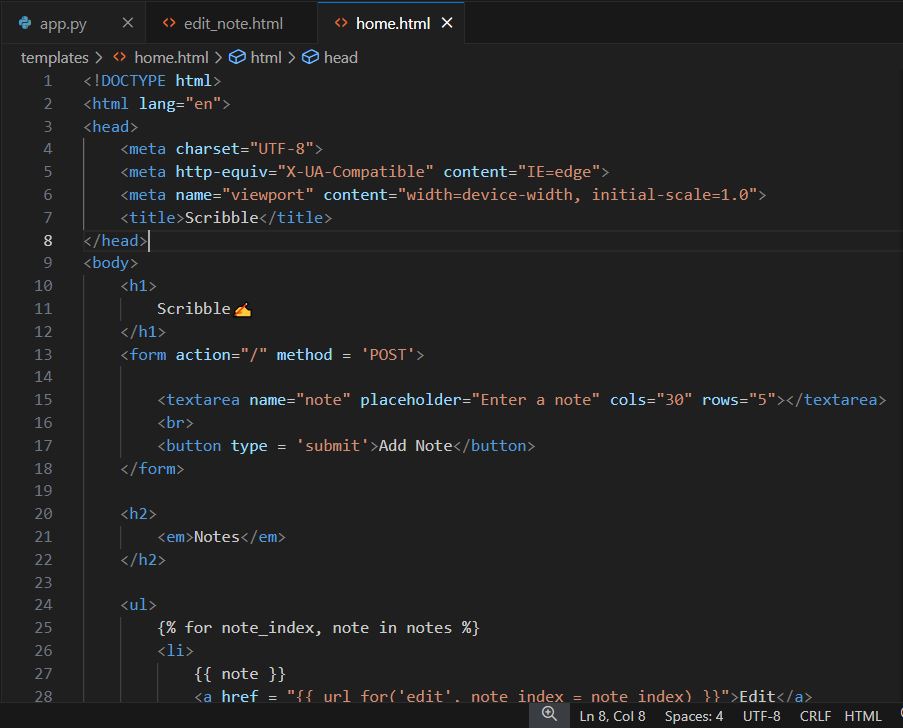 app.py edit_note.html home.html
templates > home.html > html > head
1 <!DOCTYPE html>
2 <html lang="en">
3 <head>
4 <meta charset="UTF-8">
5 <meta http-equiv="X-UA-Compatible" content="IE=edge">
6 <meta name="viewport" content="width=device-width, initial-scale=1.0">
7 <title>Scribble</title>
8 </head>
9 <body>
10 <h1>
11 Scribble✍
12 </h1>
13 <form action="/" method = 'POST'>
14
15 <textarea name="note" placeholder="Enter a note" cols="30" rows="5"></textarea>
16 <br>
17 <button type = 'submit'>Add Note</button>
18 </form>
19
20 <h2>
21 <em>Notes</em>
22 </h2>
23
24 <ul>
25 {% for note_index, note in notes %}
26 <li>
27 {{ note }}
28 <a href = "{{ url_for('edit', note_index = note_index) }}">Edit</a>
Ln 8, Col 8 Spaces: 4 UTF-8 CRLF HTML